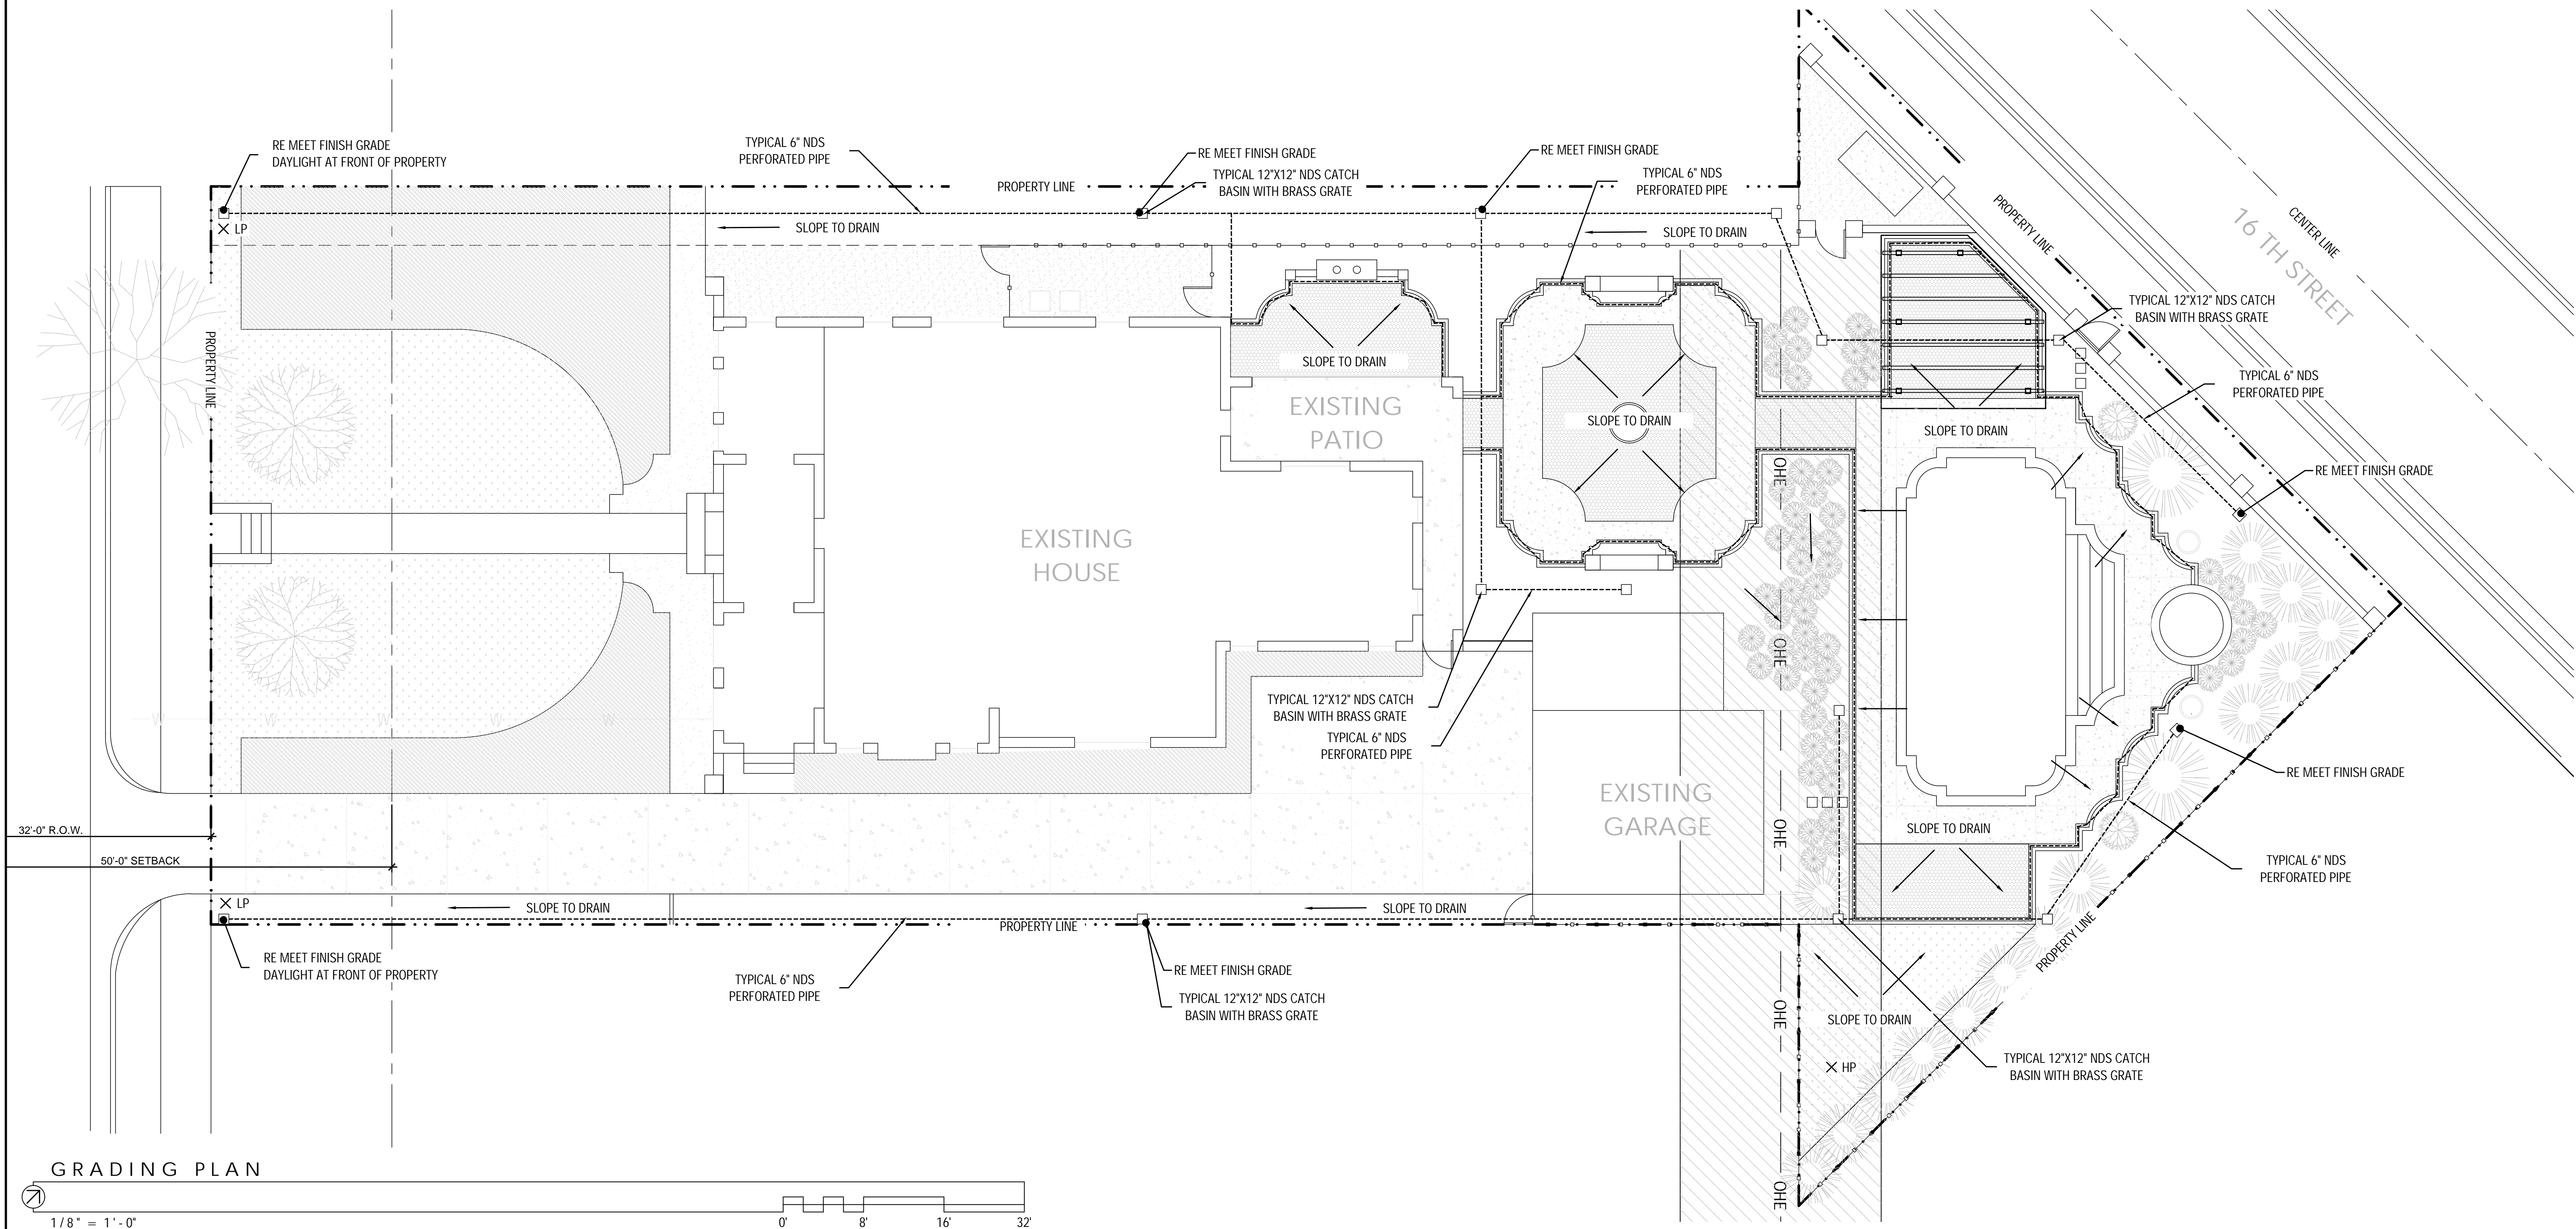 RE MEET FINISH GRADE
DAYLIGHT AT FRONT OF PROPERTY
TYPICAL 6" NDS
PERFORATED PIPE
RE MEET FINISH GRADE
TYPICAL 12"X12" NDS CATCH
BASIN WITH BRASS GRATE
RE MEET FINISH GRADE
TYPICAL 6" NDS
PERFORATED PIPE
PROPERTY LINE
LP
SLOPE TO DRAIN
SLOPE TO DRAIN
PROPERTY LINE
CENTER LINE
16 TH STREET
TYPICAL 12"X12" NDS CATCH
BASIN WITH BRASS GRATE
PROPERTY LINE
SLOPE TO DRAIN
TYPICAL 6" NDS
PERFORATED PIPE
EXISTING
PATIO
SLOPE TO DRAIN
SLOPE TO DRAIN
OHE
RE MEET FINISH GRADE
EXISTING
HOUSE
OHE
TYPICAL 12"X12" NDS CATCH
BASIN WITH BRASS GRATE
TYPICAL 6" NDS
PERFORATED PIPE
W W W W W
RE MEET FINISH GRADE
EXISTING
GARAGE
OHE
SLOPE TO DRAIN
32'-0" R.O.W.
50'-0" SETBACK
TYPICAL 6" NDS
PERFORATED PIPE
LP
SLOPE TO DRAIN
SLOPE TO DRAIN
PROPERTY LINE
PROPERTY LINE
OHE
RE MEET FINISH GRADE
DAYLIGHT AT FRONT OF PROPERTY
TYPICAL 6" NDS
PERFORATED PIPE
RE MEET FINISH GRADE
TYPICAL 12"X12" NDS CATCH
BASIN WITH BRASS GRATE
OHE
SLOPE TO DRAIN
HP
TYPICAL 12"X12" NDS CATCH
BASIN WITH BRASS GRATE
OHE
GRADING PLAN
1/8" = 1'-0"
0' 8' 16' 32'